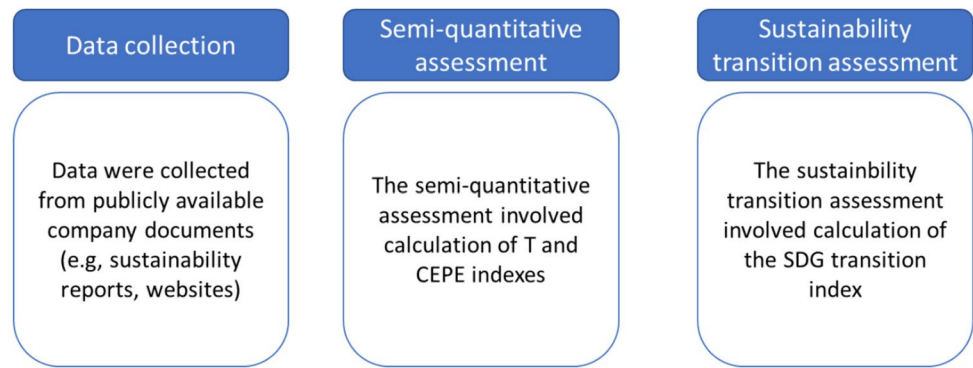 Data collection
Data were collected
from publicly available
company documents
(e.g, sustainability
reports, websites)
Semi-quantitative
assessment
The semi-quantitative
assessment involved
calculation of T and
CEPE indexes
Sustainability
transition assessment
The sustainbility
transition assessment
involved calculation of
the SDG transition
index